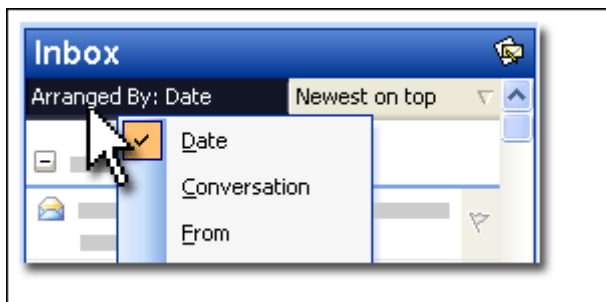 Inbox
Arranged By: Date Newest on top
Date
Conversation
From